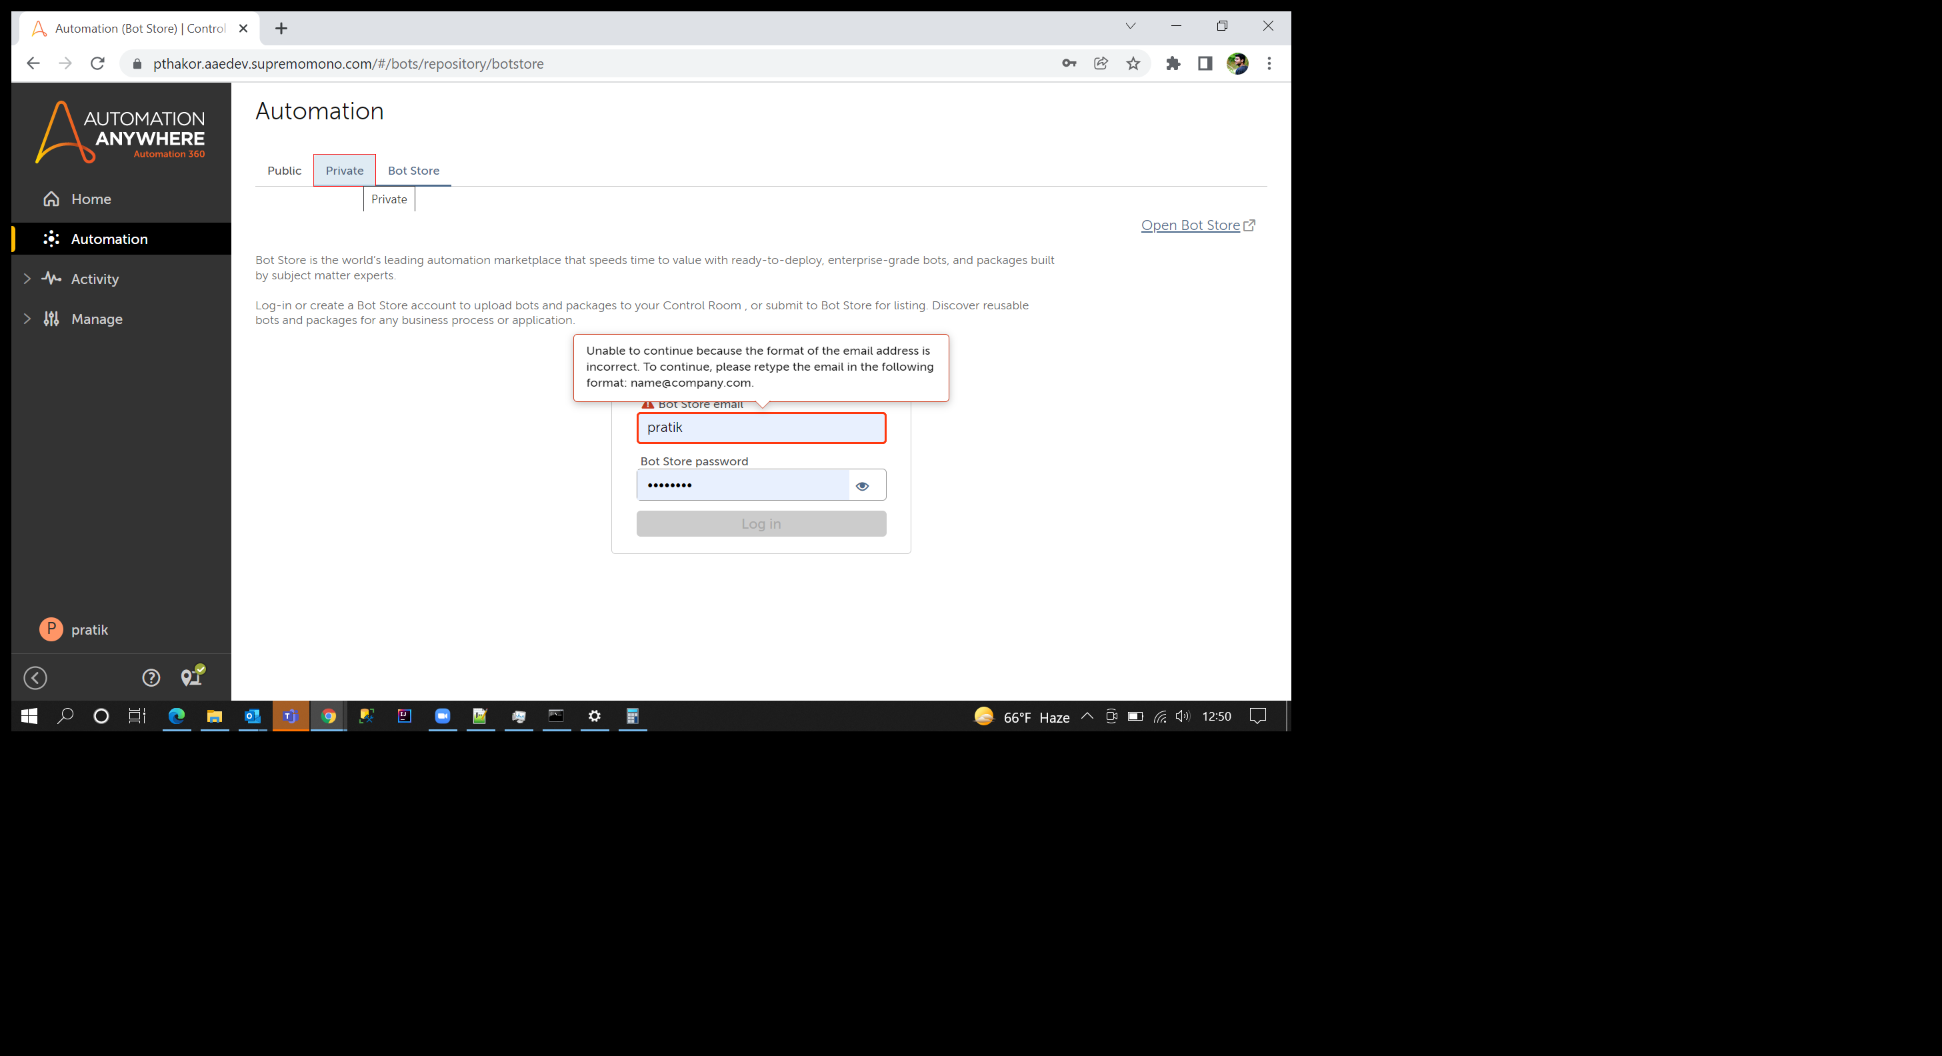 Automation (Bot Store) | Control
pthakor.aaedev.supremomono.com/#/bots/repository/botstore
AUTOMATION
ANYWHERE
Automation 360
Home
Automation
Activity
Manage
P pratik
Automation
Public Private Bot Store
Private
Open Bot Store
Bot Store is the world's leading automation marketplace that speeds time to value with ready-to-deploy, enterprise-grade bots, and packages built
by subject matter experts.
Log-in or create a Bot Store account to upload bots and packages to your Control Room , or submit to Bot Store for listing. Discover reusable
bots and packages for any business process or application.
Unable to continue because the format of the email address is
incorrect. To continue, please retype the email in the following
format: name@company.com.
Bot Store email
pratik
Bot Store password
••••••••
Log in
66°F Haze 12:50